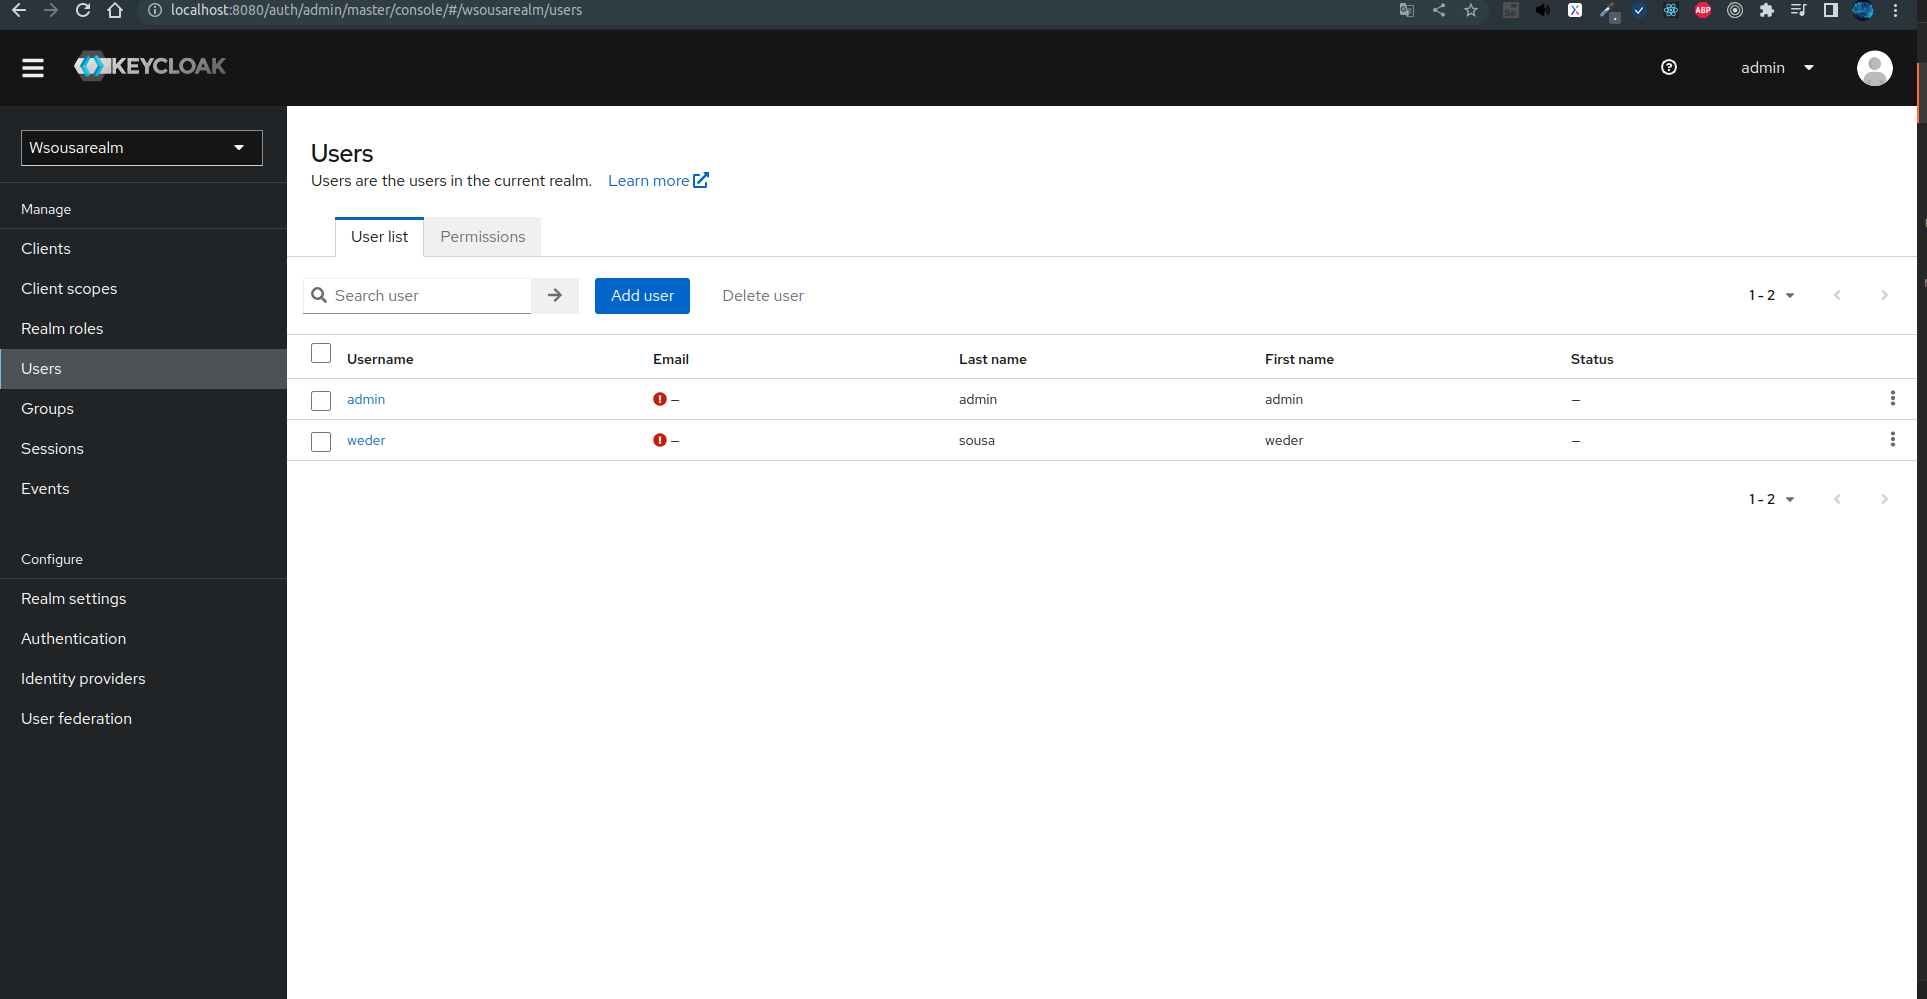 localhost:8080/auth/admin/master/console/#/wsousarealm/users
ABP
KEYCLOAK
admin
Wsousarealm
Manage
Clients
Client scopes
Realm roles
Users
Groups
Sessions
Events
Configure
Realm settings
Authentication
Identity providers
User federation
Users
Users are the users in the current realm. Learn more
User list Permissions
Search user Add user Delete user 1 - 2
Username Email Last name First name Status
admin – admin admin –
weder – sousa weder –
1 - 2